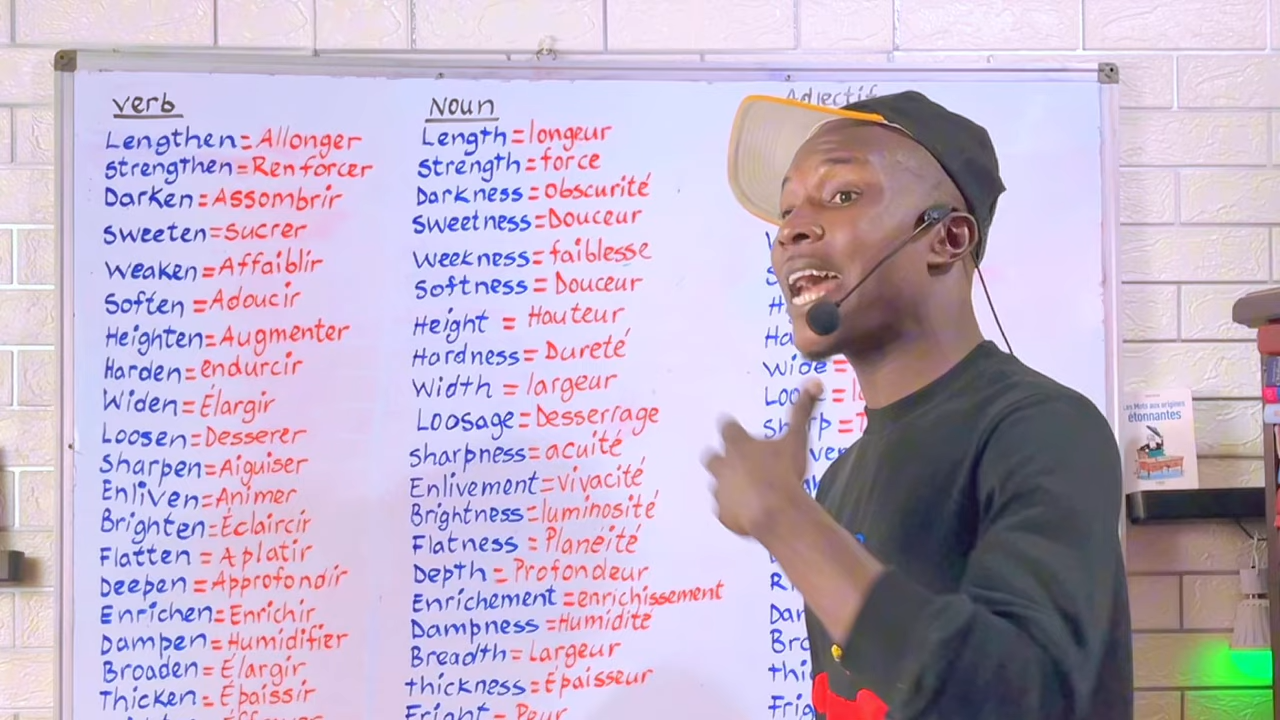 verb
Lengthen=Allonger
strengthen=Renforcer
Darken=Assombrir
Sweeten=Sucrer
Weaken=Affaiblir
Soften=Adoucir
Heighten=Augmenter
Harden=endurcir
Widen=Élargir
Loosen=Desserer
Sharpen=Aiguiser
Enliven=Animer
Brighten=Éclaircir
Flatten=Aplatir
Deepen=Approfondir
Enrichen=Enrichir
Dampen=Humidifier
Broaden=Élargir
Thicken=Épaissir
Noun
Length=longeur
Strength=force
Darkness=obscurité
Sweetness=Douceur
Weekness=faiblesse
Softness=Douceur
Height=Hauteur
Hardness=Dureté
Width=largeur
Loosage=Desserrage
sharpness=acuité
Enlivement=vivacité
Brightness=luminosité
Flatness=Planéité
Depth=Profondeur
Enrichement=enrichissement
Dampness=Humidité
Breadth=Largeur
thickness=Épaisseur
Fright=Peur
Adjectif
Wide=
Les Mots aux origines
étonnantes